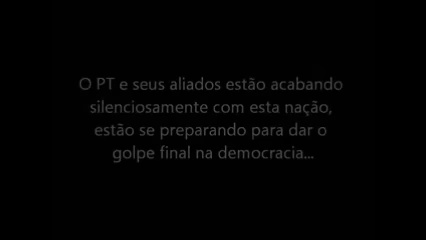 O PT e seus aliados estão acabando
silenciosamente com esta nação,
estão se preparando para dar o
golpe final na democracia...